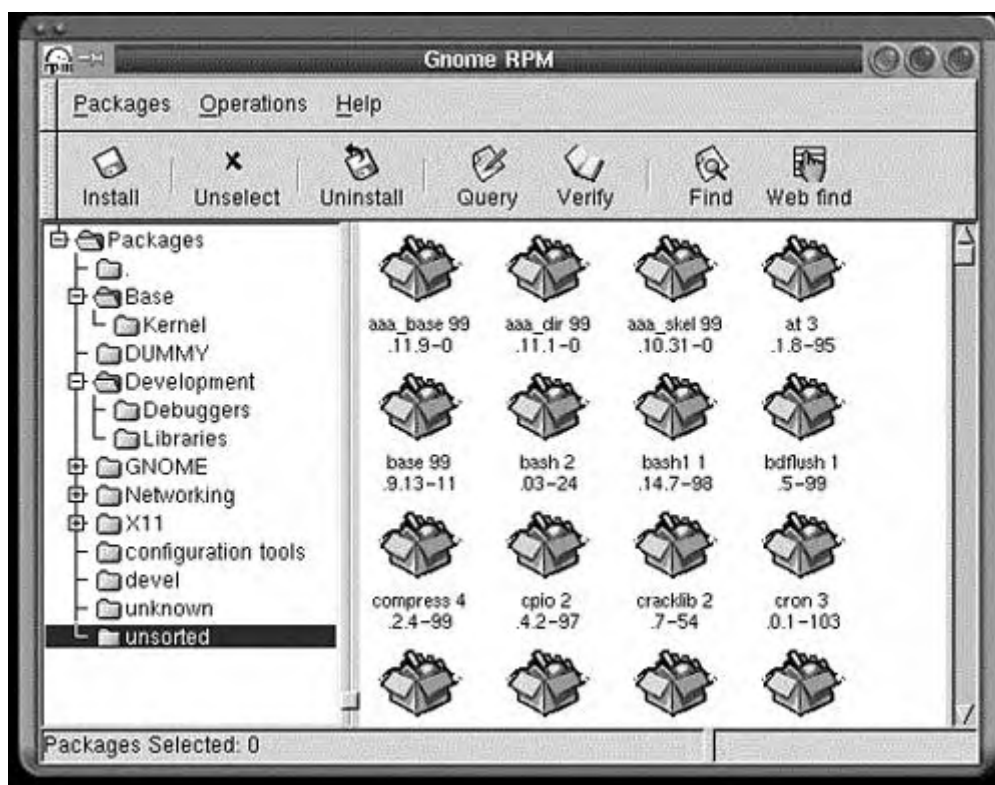 rpm
Gnome RPM
Packages Operations Help
Install Unselect Uninstall Query Verify Find Web find
Packages
.
Base
Kernel
DUMMY
Development
Debuggers
Libraries
GNOME
Networking
X11
configuration tools
devel
unknown
unsorted
aaa_base 99 aaa_dir 99 aaa_skel 99 at 3
.11.9-0 .11.1-0 .10.31-0 .1.8-95
base 99 bash 2 bash1 1 bdflush 1
.9.13-11 .03-24 .14.7-98 .5-99
compress 4 cpio 2 cracklib 2 cron 3
.2.4-99 .4.2-97 .7-54 .0.1-103
Packages Selected: 0